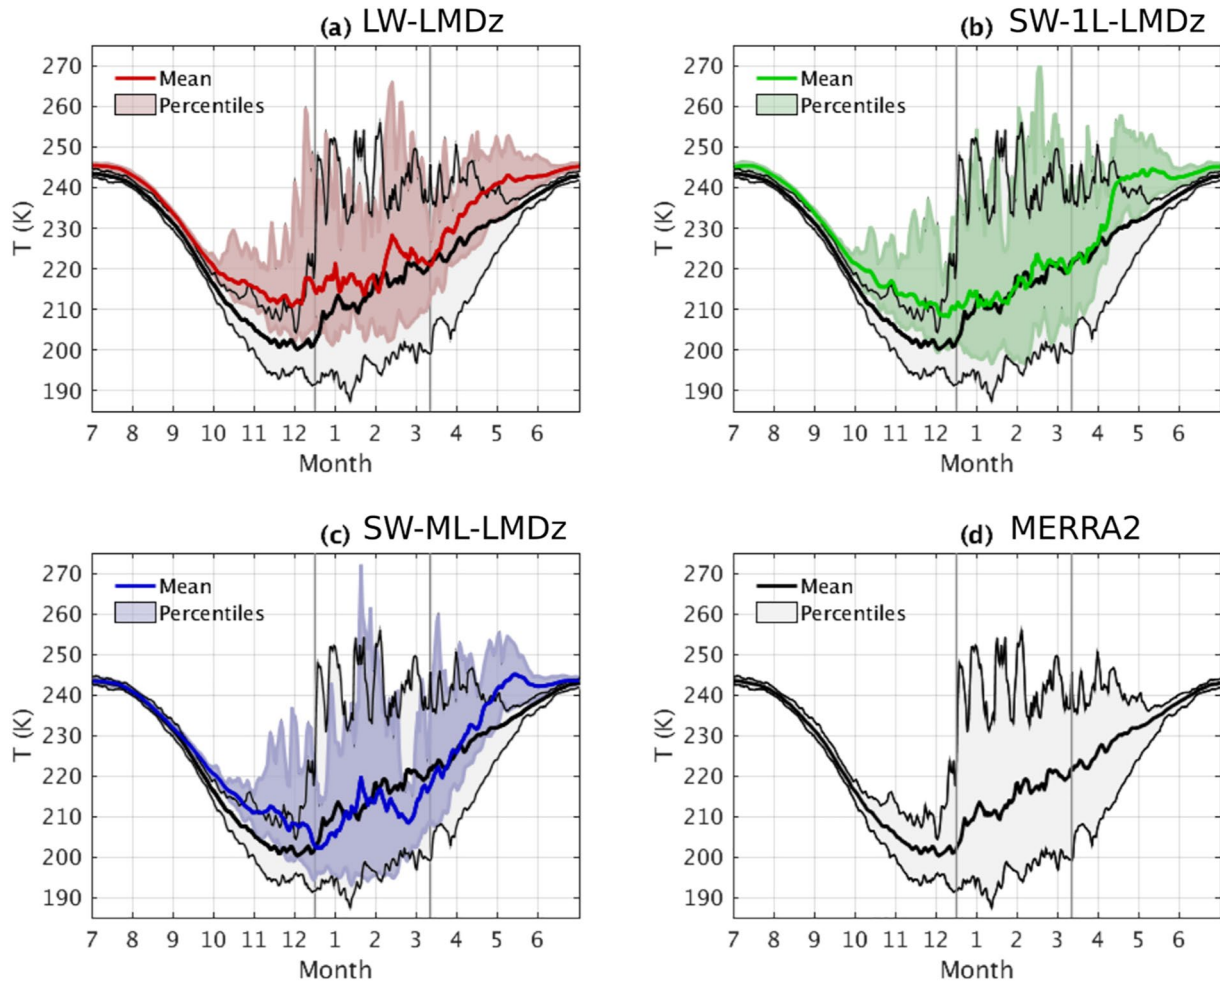 (a) LW-LMDz
270
260
250
240
230
220
210
200
190
T (K)
Mean
Percentiles
7 8 9 10 11 12 1 2 3 4 5 6
Month
(b) SW-1L-LMDz
270
260
250
240
230
220
210
200
190
T (K)
Mean
Percentiles
7 8 9 10 11 12 1 2 3 4 5 6
Month
(c) SW-ML-LMDz
270
260
250
240
230
220
210
200
190
T (K)
Mean
Percentiles
7 8 9 10 11 12 1 2 3 4 5 6
Month
(d) MERRA2
270
260
250
240
230
220
210
200
190
T (K)
Mean
Percentiles
7 8 9 10 11 12 1 2 3 4 5 6
Month